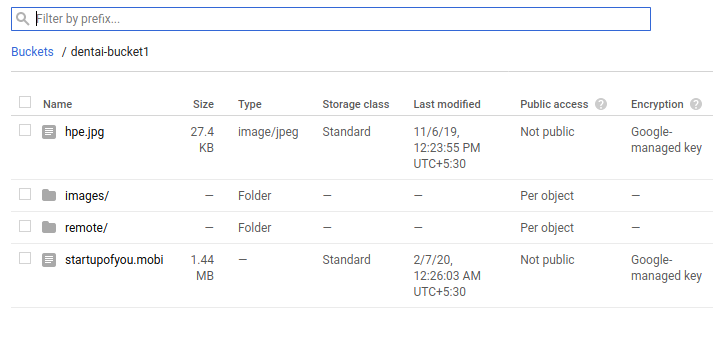 Filter by prefix...
Buckets / dentai-bucket1
Name Size Type Storage class Last modified Public access ? Encryption ?
hpe.jpg 27.4 KB image/jpeg Standard 11/6/19, 12:23:55 PM UTC+5:30 Not public Google-managed key
images/ — Folder — — Per object —
remote/ — Folder — — Per object —
startupofyou.mobi 1.44 MB — Standard 2/7/20, 12:26:03 AM UTC+5:30 Not public Google-managed key